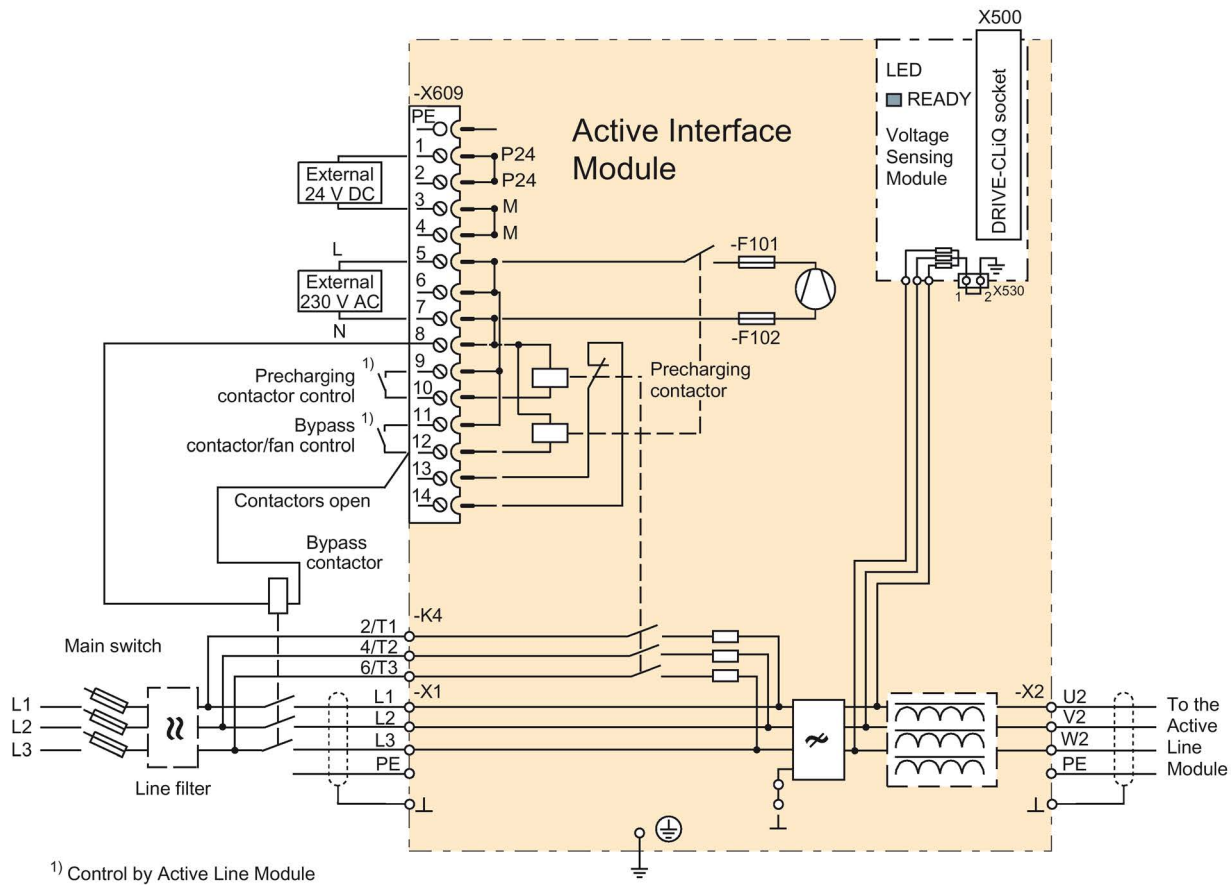 X500
LED
READY
Voltage
Sensing
Module
DRIVE-CLiQ socket
1
2
X530
Active Interface
Module
-X609
PE
1
2
3
4
5
6
7
8
9
10
11
12
13
14
P24
P24
M
M
External
24 V DC
L
External
230 V AC
N
-F101
-F102
1)
Precharging
contactor control
1)
Bypass
contactor/fan control
Precharging
contactor
Contactors open
Bypass
contactor
-K4
2/T1
4/T2
6/T3
Main switch
-X1
L1
L2
L3
L1
L2
L3
PE
Line filter
-X2
U2
V2
W2
PE
To the
Active
Line
Module
1) Control by Active Line Module